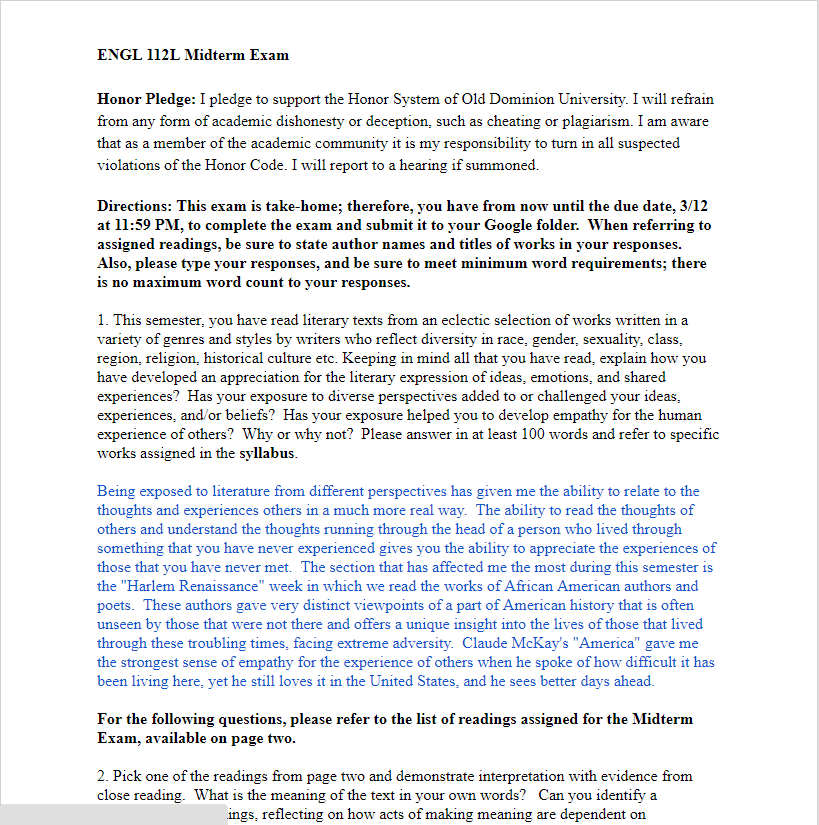 ENGL 112L Midterm Exam
Honor Pledge: I pledge to support the Honor System of Old Dominion University. I will refrain
from any form of academic dishonesty or deception, such as cheating or plagiarism. I am aware
that as a member of the academic community it is my responsibility to turn in all suspected
violations of the Honor Code. I will report to a hearing if summoned.
Directions: This exam is take-home; therefore, you have from now until the due date, 3/12
at 11:59 PM, to complete the exam and submit it to your Google folder.  When referring to
assigned readings, be sure to state author names and titles of works in your responses.
Also, please type your responses, and be sure to meet minimum word requirements; there
is no maximum word count to your responses.
1. This semester, you have read literary texts from an eclectic selection of works written in a
variety of genres and styles by writers who reflect diversity in race, gender, sexuality, class,
region, religion, historical culture etc. Keeping in mind all that you have read, explain how you
have developed an appreciation for the literary expression of ideas, emotions, and shared
experiences?  Has your exposure to diverse perspectives added to or challenged your ideas,
experiences, and/or beliefs?  Has your exposure helped you to develop empathy for the human
experience of others?  Why or why not?  Please answer in at least 100 words and refer to specific
works assigned in the syllabus.
Being exposed to literature from different perspectives has given me the ability to relate to the
thoughts and experiences others in a much more real way.  The ability to read the thoughts of
others and understand the thoughts running through the head of a person who lived through
something that you have never experienced gives you the ability to appreciate the experiences of
those that you have never met.  The section that has affected me the most during this semester is
the "Harlem Renaissance" week in which we read the works of African American authors and
poets.  These authors gave very distinct viewpoints of a part of American history that is often
unseen by those that were not there and offers a unique insight into the lives of those that lived
through these troubling times, facing extreme adversity.  Claude McKay's "America" gave me
the strongest sense of empathy for the experience of others when he spoke of how difficult it has
been living here, yet he still loves it in the United States, and he sees better days ahead.
For the following questions, please refer to the list of readings assigned for the Midterm
Exam, available on page two.
2. Pick one of the readings from page two and demonstrate interpretation with evidence from
close reading.  What is the meaning of the text in your own words?   Can you identify a
ings, reflecting on how acts of making meaning are dependent on